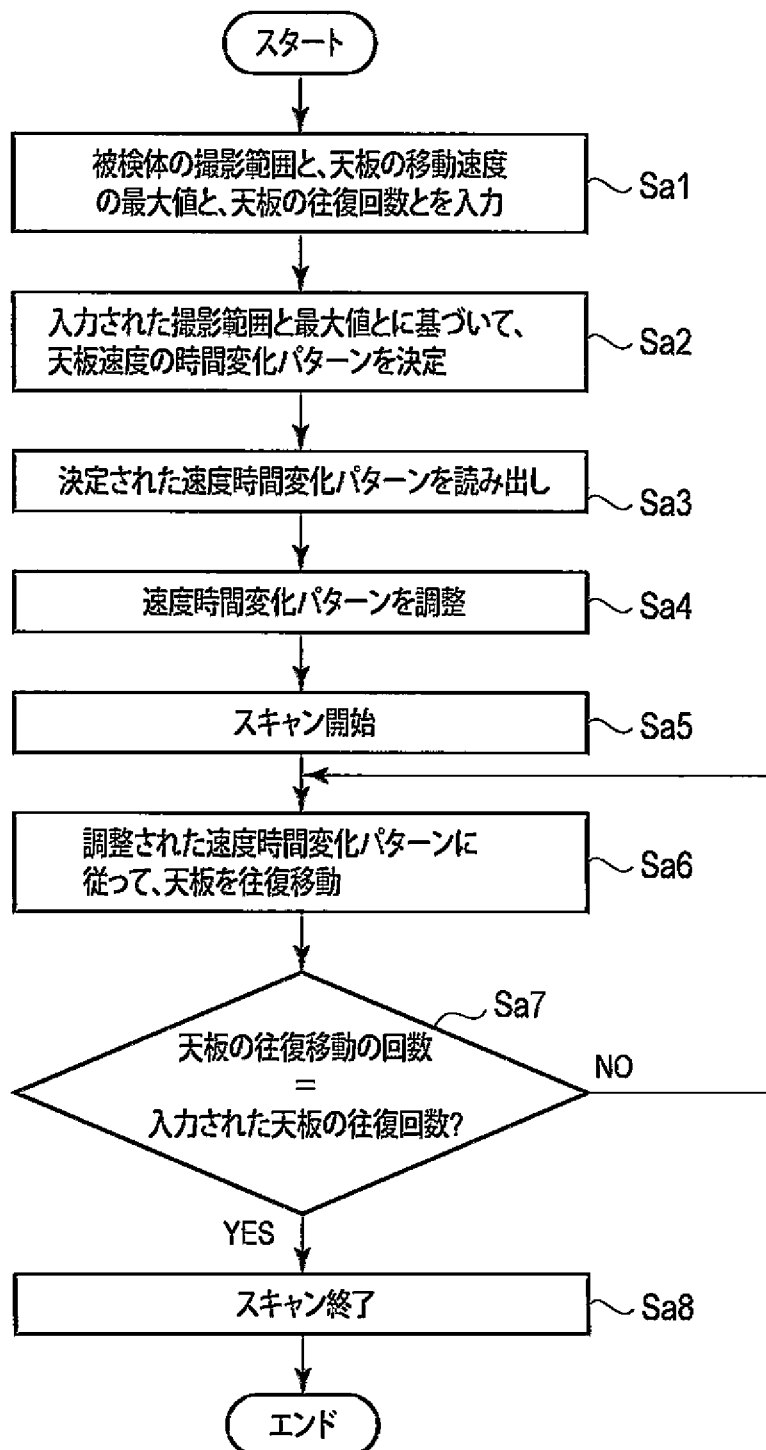 スタート
被検体の撮影範囲と、天板の移動速度
の最大値と、天板の往復回数とを入力
Sa1
入力された撮影範囲と最大値とに基づいて、
天板速度の時間変化パターンを決定
Sa2
決定された速度時間変化パターンを読み出し
Sa3
速度時間変化パターンを調整
Sa4
スキャン開始
Sa5
調整された速度時間変化パターンに
従って、天板を往復移動
Sa6
Sa7
天板の往復移動の回数
=
入力された天板の往復回数?
NO
YES
スキャン終了
Sa8
エンド